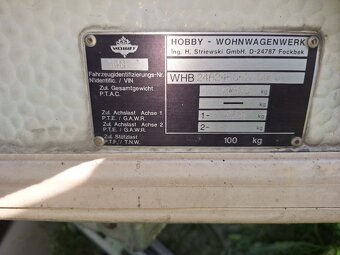 HOBBY
HOBBY - WOHNWAGENWERK
Ing. H. Striewski GmbH, D-24787 Fockbek
Fahrzeugidentifizierungs-Nr.
N°Identific. / VIN
WHB
Zul. Gesamtgewicht
P.T.A.C.
kg
Zul. Achslast Achse 1
P.T.E. / G.A.W.R.
1-
kg
Zul. Achslast Achse 2
P.T.E. / G.A.W.R.
2-
kg
Zul. Stützlast
P.T.F. / T.N.W.
100 kg